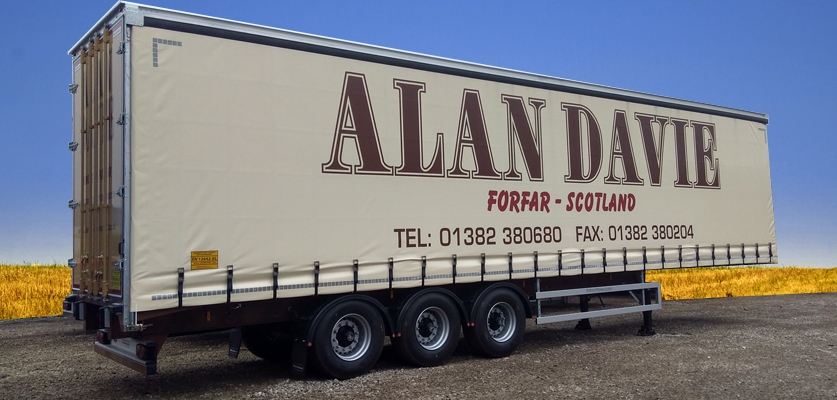 ALAN DAVIE
FORFAR - SCOTLAND
TEL: 01382 380680 FAX: 01382 380204